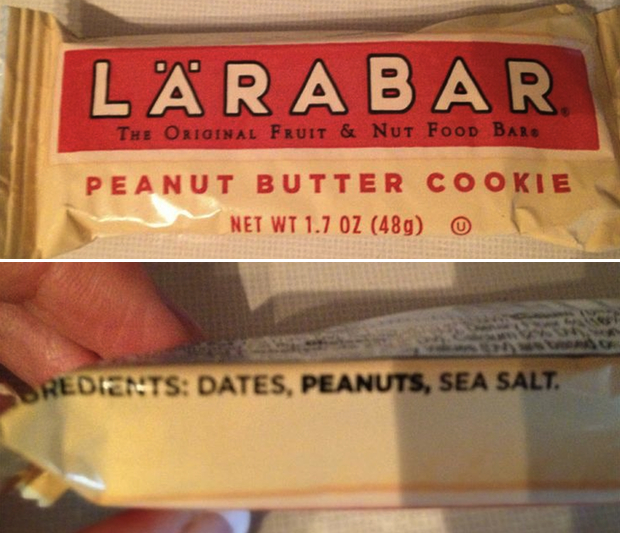 LÄRABAR®
THE ORIGINAL FRUIT & NUT FOOD BAR®
PEANUT BUTTER COOKIE
NET WT 1.7 OZ (48g) Ⓤ
GREDIENTS: DATES, PEANUTS, SEA SALT.